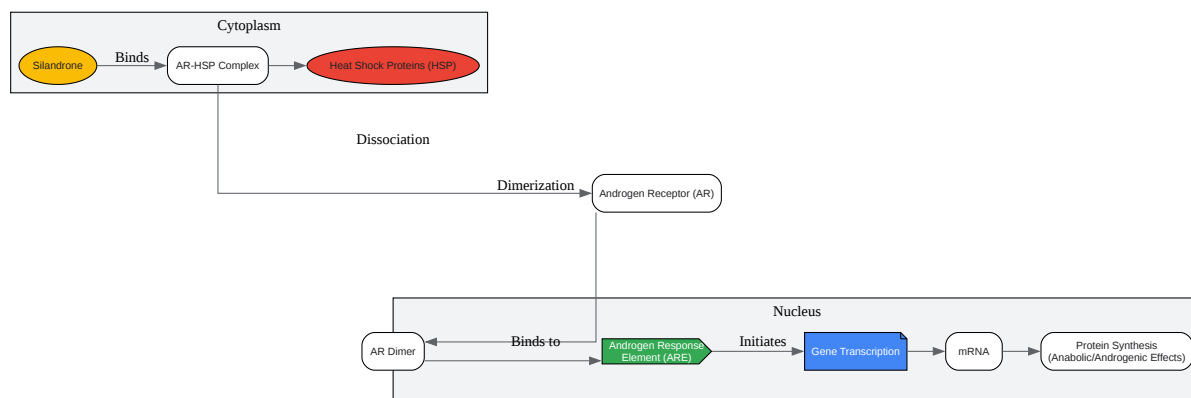 Cytoplasm
Silandrone
Binds
AR-HSP Complex
Heat Shock Proteins (HSP)
Dissociation
Dimerization
Androgen Receptor (AR)
Nucleus
AR Dimer
Binds to
Androgen Response
Element (ARE)
Initiates
Gene Transcription
mRNA
Protein Synthesis
(Anabolic/Androgenic Effects)